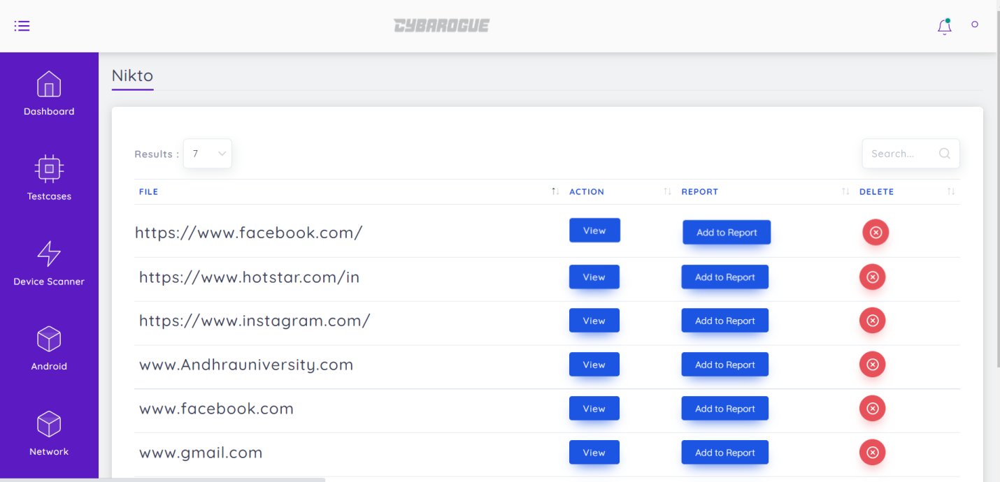 CYBAROGUE
Nikto
Dashboard
Testcases
Device Scanner
Android
Network
Results : 7
Search...
FILE ACTION REPORT DELETE
https://www.facebook.com/ View Add to Report
https://www.hotstar.com/in View Add to Report
https://www.instagram.com/ View Add to Report
www.Andhrauniversity.com View Add to Report
www.facebook.com View Add to Report
www.gmail.com View Add to Report